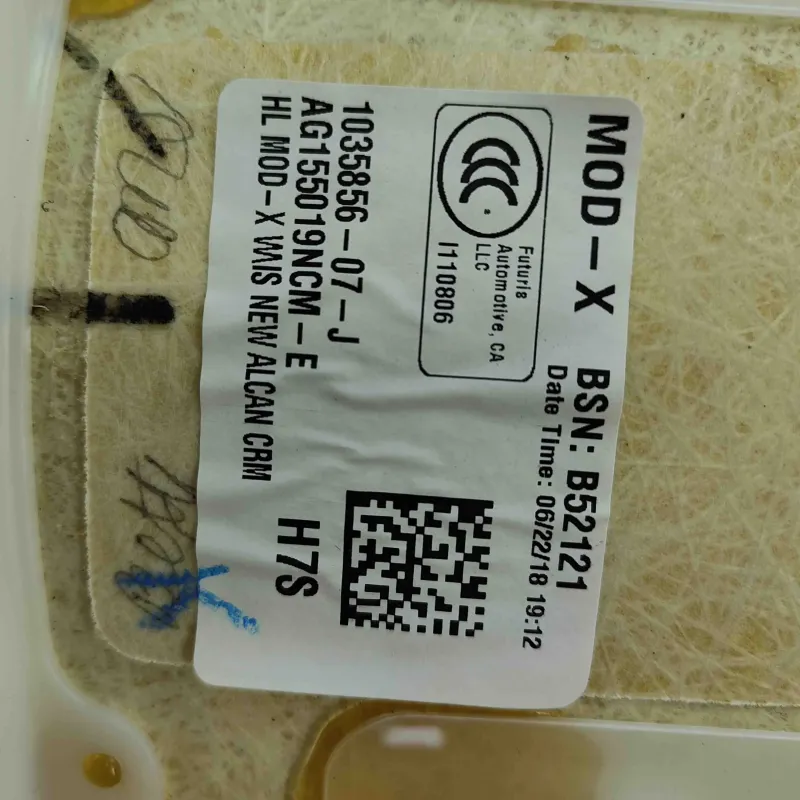 MOD-X BSN: B52121
Date Time: 06/22/18 19:12
Futuris
Automotive, CA
LLC
I110806
1035856-07-J
AG155019NCM-E
HL MOD-X W/IS NEW ALCAN CRM
H7S